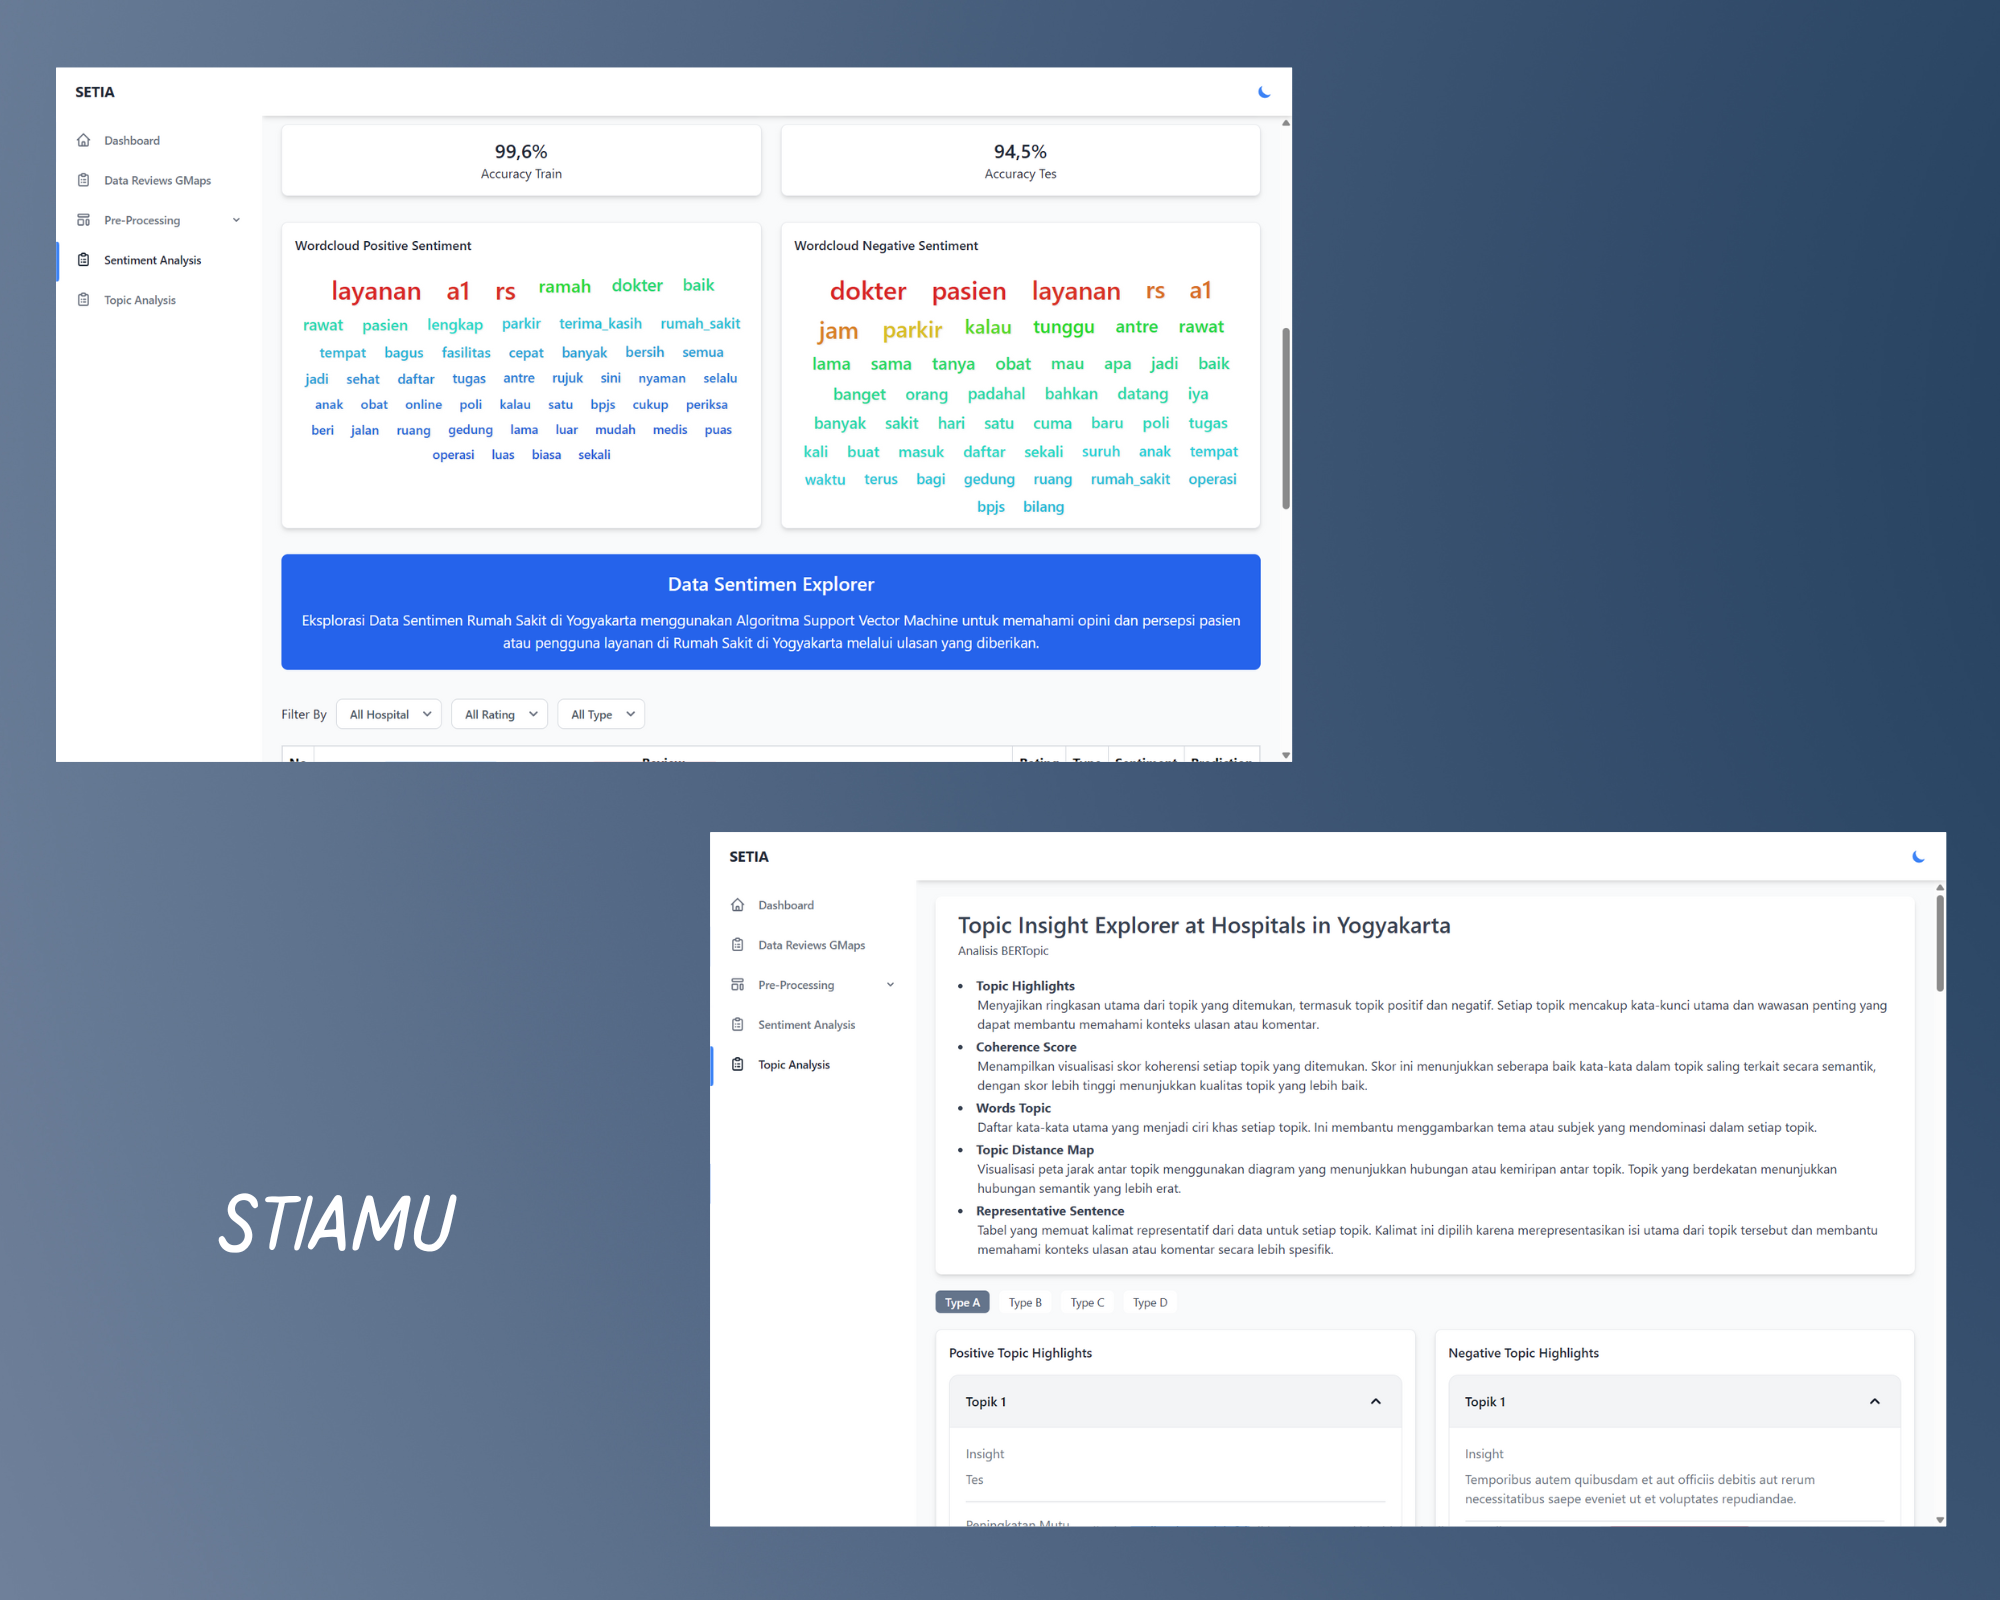 SETIA
Dashboard
Data Reviews GMaps
Pre-Processing
Sentiment Analysis
Topic Analysis
99,6%
Accuracy Train
94,5%
Accuracy Tes
Wordcloud Positive Sentiment
layanan a1 rs ramah dokter baik
rawat pasien lengkap parkir terima_kasih rumah_sakit
tempat bagus fasilitas cepat banyak bersih semua
jadi sehat daftar tugas antre rujuk sini nyaman selalu
anak obat online poli kalau satu bpjs cukup periksa
beri jalan ruang gedung lama luar mudah medis puas
operasi luas biasa sekali
Wordcloud Negative Sentiment
dokter pasien layanan rs a1
jam parkir kalau tunggu antre rawat
lama sama tanya obat mau apa jadi baik
banget orang padahal bahkan datang iya
banyak sakit hari satu cuma baru poli tugas
kali buat masuk daftar sekali suruh anak tempat
waktu terus bagi gedung ruang rumah_sakit operasi
bpjs bilang
Data Sentimen Explorer
Eksplorasi Data Sentimen Rumah Sakit di Yogyakarta menggunakan Algoritma Support Vector Machine untuk memahami opini dan persepsi pasien
atau pengguna layanan di Rumah Sakit di Yogyakarta melalui ulasan yang diberikan.
Filter By All Hospital All Rating All Type
No Review Rating Type Sentiment Prediction
STIAMU
SETIA
Dashboard
Data Reviews GMaps
Pre-Processing
Sentiment Analysis
Topic Analysis
Topic Insight Explorer at Hospitals in Yogyakarta
Analisis BERTopic
• Topic Highlights
Menyajikan ringkasan utama dari topik yang ditemukan, termasuk topik positif dan negatif. Setiap topik mencakup kata-kunci utama dan wawasan penting yang
dapat membantu memahami konteks ulasan atau komentar.
• Coherence Score
Menampilkan visualisasi skor koherensi setiap topik yang ditemukan. Skor ini menunjukkan seberapa baik kata-kata dalam topik saling terkait secara semantik,
dengan skor lebih tinggi menunjukkan kualitas topik yang lebih baik.
• Words Topic
Daftar kata-kata utama yang menjadi ciri khas setiap topik. Ini membantu menggambarkan tema atau subjek yang mendominasi dalam setiap topik.
• Topic Distance Map
Visualisasi peta jarak antar topik menggunakan diagram yang menunjukkan hubungan atau kemiripan antar topik. Topik yang berdekatan menunjukkan
hubungan semantik yang lebih erat.
• Representative Sentence
Tabel yang memuat kalimat representatif dari data untuk setiap topik. Kalimat ini dipilih karena merepresentasikan isi utama dari topik tersebut dan membantu
memahami konteks ulasan atau komentar secara lebih spesifik.
Type A Type B Type C Type D
Positive Topic Highlights
Topik 1
Insight
Tes
Peningkatan Mutu
Negative Topic Highlights
Topik 1
Insight
Temporibus autem quibusdam et aut officiis debitis aut rerum
necessitatibus saepe eveniet ut et voluptates repudiandae.